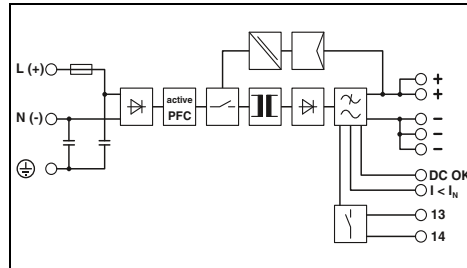 L (+)
+
+
active
PFC
N (-)
–
–
–
DC OK
I < IN
13
14